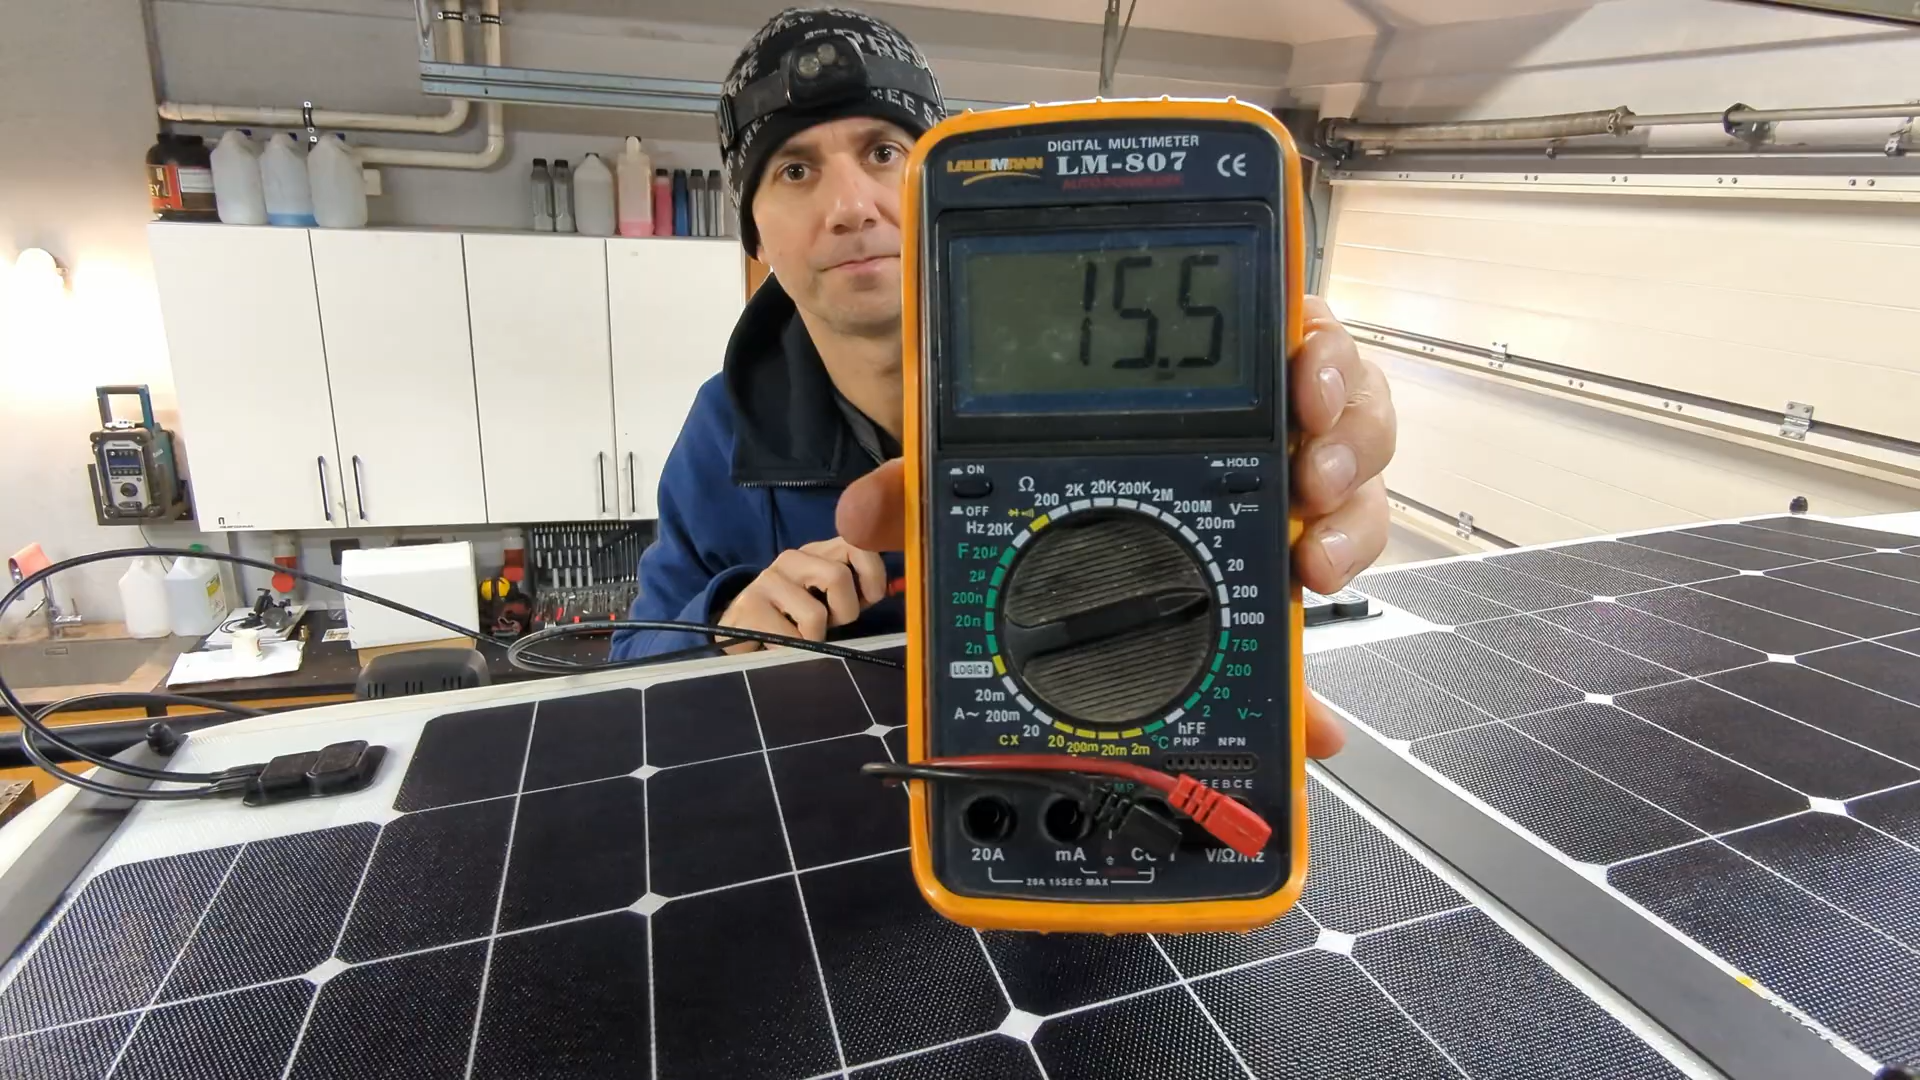 DIGITAL MULTIMETER
LAUDMANN LM-807 CE
15.5
ON
HOLD
OFF
Ω
200
2K
20K
200K
2M
200M
V
200m
2
20
200
1000
750
200
20
2
V~
hFE
PNP NPN
EBCE
°C
2m
20m
200m
20
CX
20
200m
A~
20m
LOGIC
2n
20n
200n
2µ
F 20µ
Hz 20K
20A
mA
V/Ω/Hz
20A 15SEC MAX